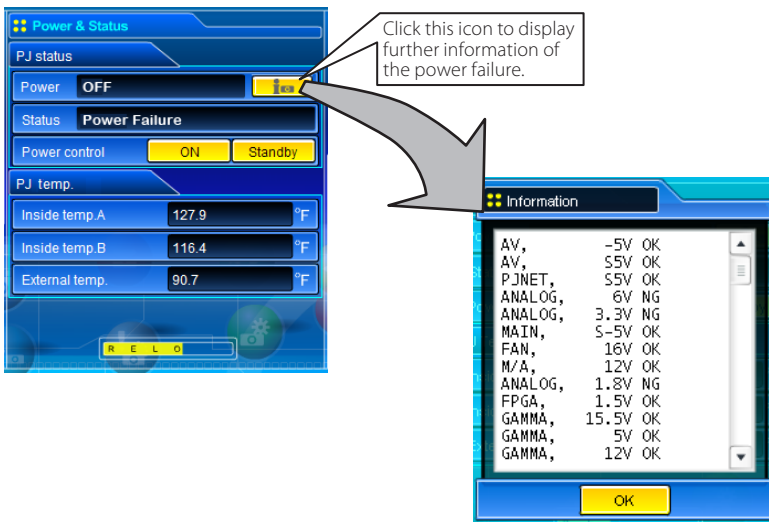 Power & Status
PJ status
Power OFF
Status Power Failure
Power control ON Standby
PJ temp.
Inside temp.A 127.9 °F
Inside temp.B 116.4 °F
External temp. 90.7 °F
R E L O
Click this icon to display
further information of
the power failure.
Information
AV, -5V OK
AV, S5V OK
PJNET, S5V OK
ANALOG, 6V NG
ANALOG, 3.3V NG
MAIN, S-5V OK
FAN, 16V OK
M/A, 12V OK
ANALOG, 1.8V NG
FPGA, 1.5V OK
GAMMA, 15.5V OK
GAMMA, 5V OK
GAMMA, 12V OK
OK